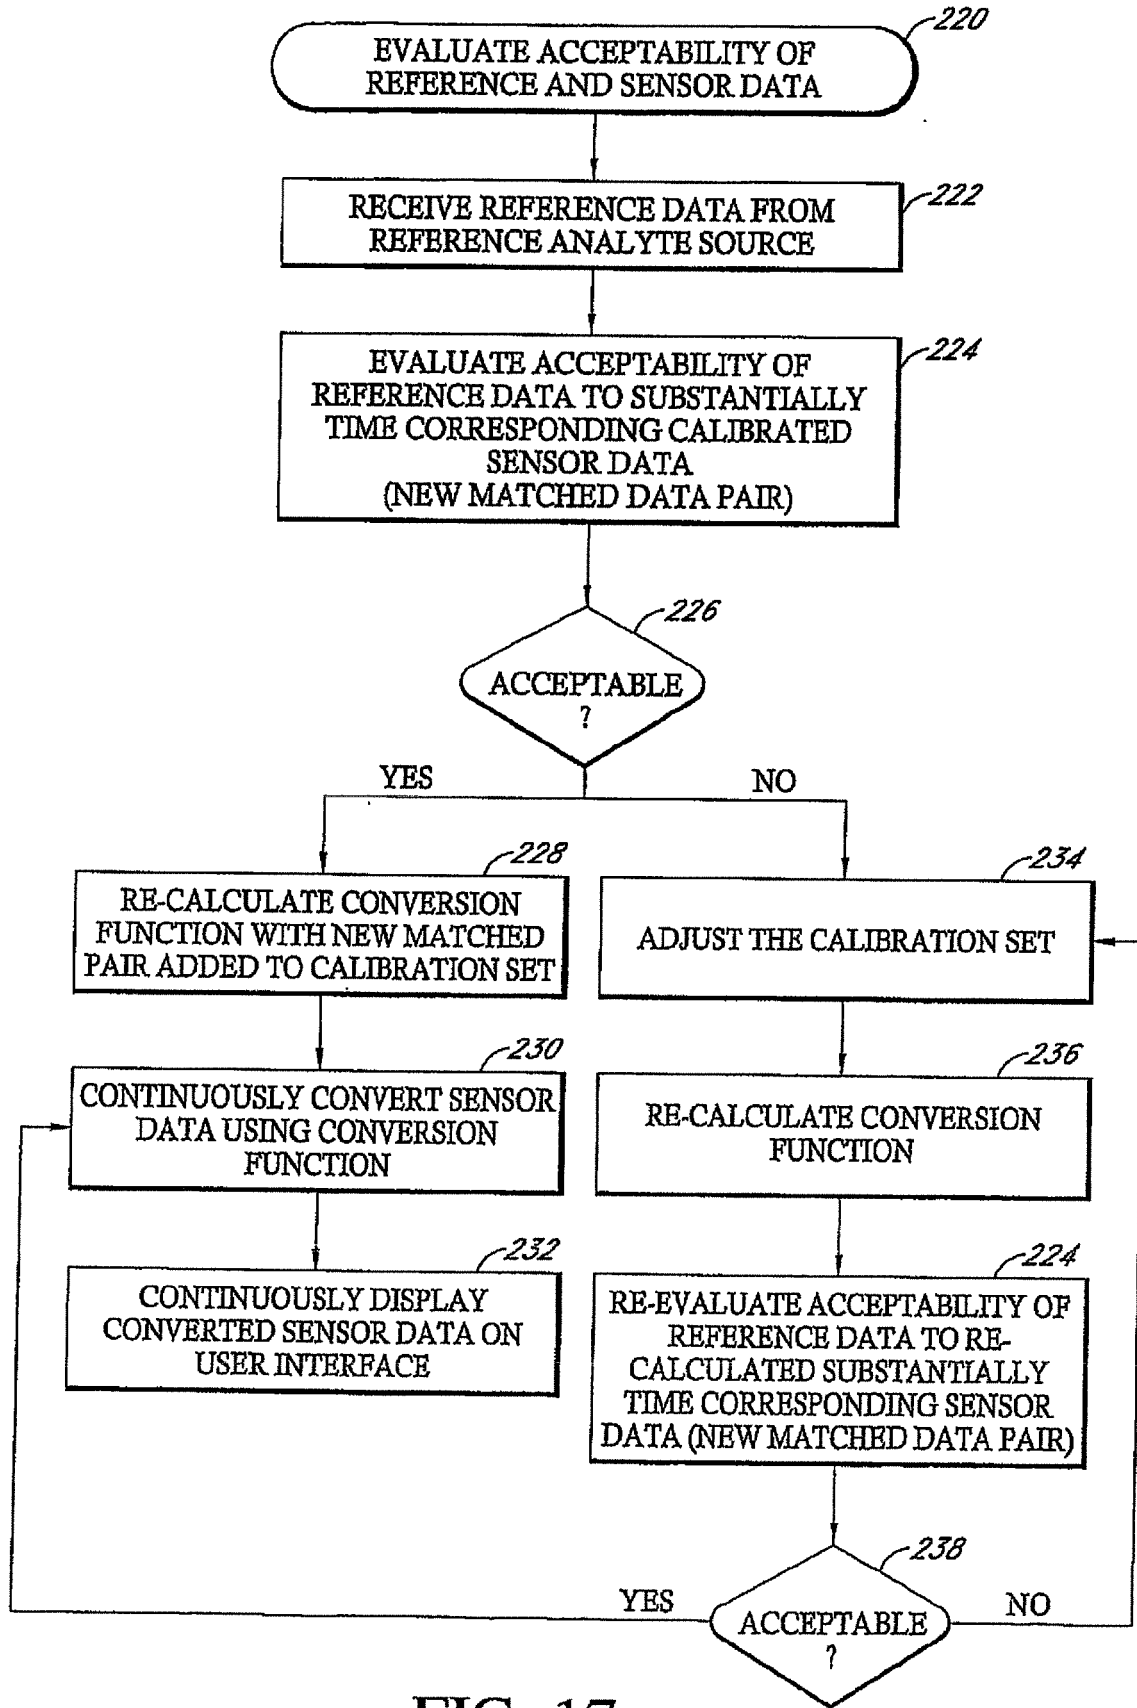 220
EVALUATE ACCEPTABILITY OF
REFERENCE AND SENSOR DATA
222
RECEIVE REFERENCE DATA FROM
REFERENCE ANALYTE SOURCE
224
EVALUATE ACCEPTABILITY OF
REFERENCE DATA TO SUBSTANTIALLY
TIME CORRESPONDING CALIBRATED
SENSOR DATA
(NEW MATCHED DATA PAIR)
226
ACCEPTABLE
?
YES
NO
228
RE-CALCULATE CONVERSION
FUNCTION WITH NEW MATCHED
PAIR ADDED TO CALIBRATION SET
234
ADJUST THE CALIBRATION SET
230
CONTINUOUSLY CONVERT SENSOR
DATA USING CONVERSION
FUNCTION
236
RE-CALCULATE CONVERSION
FUNCTION
232
CONTINUOUSLY DISPLAY
CONVERTED SENSOR DATA ON
USER INTERFACE
224
RE-EVALUATE ACCEPTABILITY OF
REFERENCE DATA TO RE-
CALCULATED SUBSTANTIALLY
TIME CORRESPONDING SENSOR
DATA (NEW MATCHED DATA PAIR)
238
YES
ACCEPTABLE
?
NO
FIG. 17